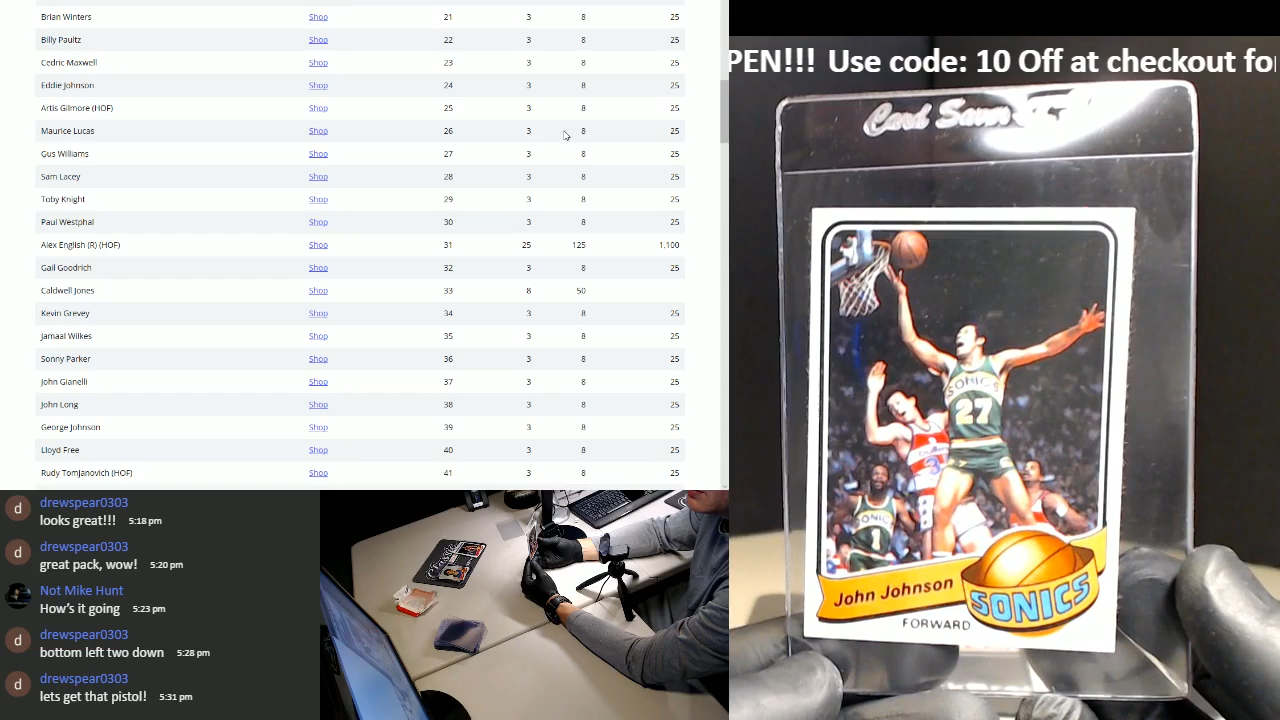 Brian Winters Shop 21 3 8 25
Billy Paultz Shop 22 3 8 25
Cedric Maxwell Shop 23 3 8 25
Eddie Johnson Shop 24 3 8 25
Artis Gilmore (HOF) Shop 25 3 8 25
Maurice Lucas Shop 26 3 8 25
Gus Williams Shop 27 3 8 25
Sam Lacey Shop 28 3 8 25
Toby Knight Shop 29 3 8 25
Paul Westphal Shop 30 3 8 25
Alex English (R) (HOF) Shop 31 25 125 1,100
Gail Goodrich Shop 32 3 8 25
Caldwell Jones Shop 33 8 50
Kevin Grevey Shop 34 3 8 25
Jamaal Wilkes Shop 35 3 8 25
Sonny Parker Shop 36 3 8 25
John Gianelli Shop 37 3 8 25
John Long Shop 38 3 8 25
George Johnson Shop 39 3 8 25
Lloyd Free Shop 40 3 8 25
Rudy Tomjanovich (HOF) Shop 41 3 8 25
d drewspear0303
looks great!!! 5:18 pm
d drewspear0303
great pack, wow! 5:20 pm
Not Mike Hunt
How's it going 5:23 pm
d drewspear0303
bottom left two down 5:28 pm
d drewspear0303
lets get that pistol! 5:31 pm
PEN!!! Use code: 10 Off at checkout fo
Card Saver
SONICS
27
3
SONICS
1
John Johnson
SONICS
FORWARD